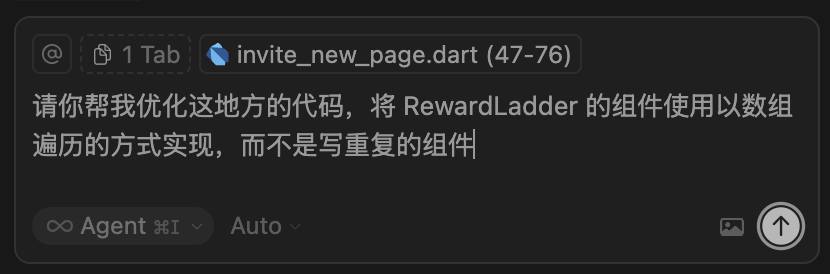 @ 1 Tab invite_new_page.dart (47-76)
请你帮我优化这地方的代码，将 RewardLadder 的组件使用以数组
遍历的方式实现，而不是写重复的组件
∞ Agent ⌘I Auto